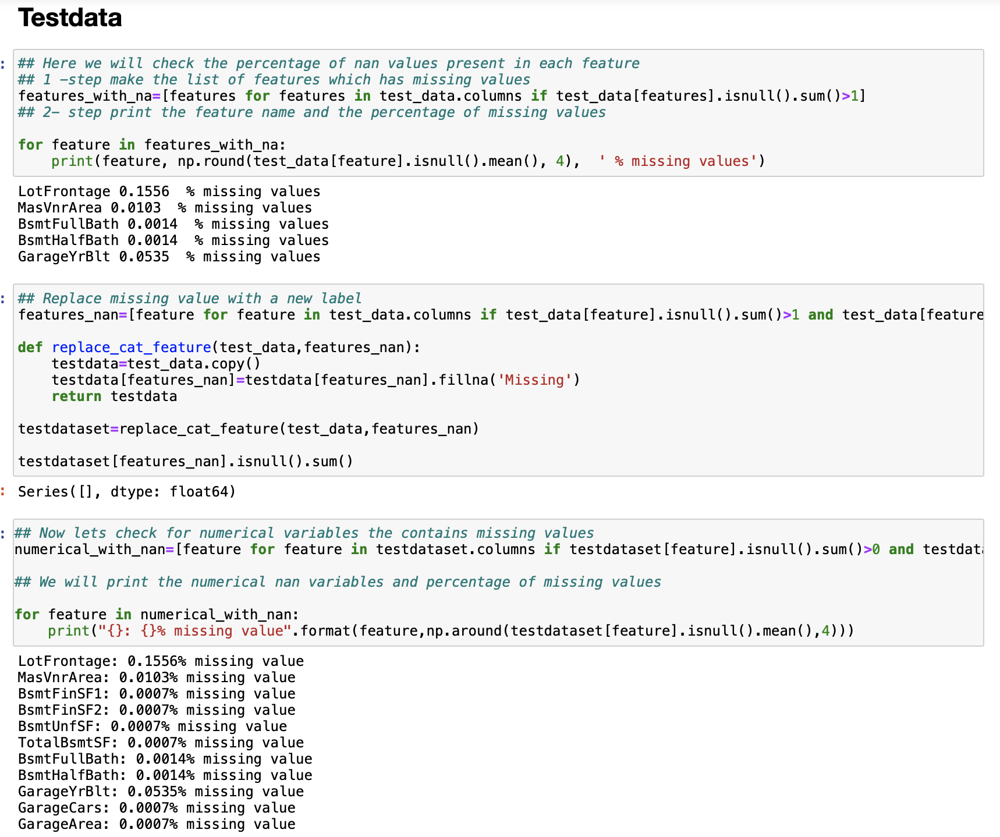 Testdata
: ## Here we will check the percentage of nan values present in each feature
## 1 -step make the list of features which has missing values
features_with_na=[features for features in test_data.columns if test_data[features].isnull().sum()>1]
## 2- step print the feature name and the percentage of missing values
for feature in features_with_na:
    print(feature, np.round(test_data[feature].isnull().mean(), 4),  ' % missing values')
LotFrontage 0.1556  % missing values
MasVnrArea 0.0103  % missing values
BsmtFullBath 0.0014  % missing values
BsmtHalfBath 0.0014  % missing values
GarageYrBlt 0.0535  % missing values
: ## Replace missing value with a new label
features_nan=[feature for feature in test_data.columns if test_data[feature].isnull().sum()>1 and test_data[feature
def replace_cat_feature(test_data,features_nan):
    testdata=test_data.copy()
    testdata[features_nan]=testdata[features_nan].fillna('Missing')
    return testdata
testdataset=replace_cat_feature(test_data,features_nan)
testdataset[features_nan].isnull().sum()
: Series([], dtype: float64)
: ## Now lets check for numerical variables the contains missing values
numerical_with_nan=[feature for feature in testdataset.columns if testdataset[feature].isnull().sum()>0 and testdat
## We will print the numerical nan variables and percentage of missing values
for feature in numerical_with_nan:
    print("{}: {}% missing value".format(feature,np.around(testdataset[feature].isnull().mean(),4)))
LotFrontage: 0.1556% missing value
MasVnrArea: 0.0103% missing value
BsmtFinSF1: 0.0007% missing value
BsmtFinSF2: 0.0007% missing value
BsmtUnfSF: 0.0007% missing value
TotalBsmtSF: 0.0007% missing value
BsmtFullBath: 0.0014% missing value
BsmtHalfBath: 0.0014% missing value
GarageYrBlt: 0.0535% missing value
GarageCars: 0.0007% missing value
GarageArea: 0.0007% missing value